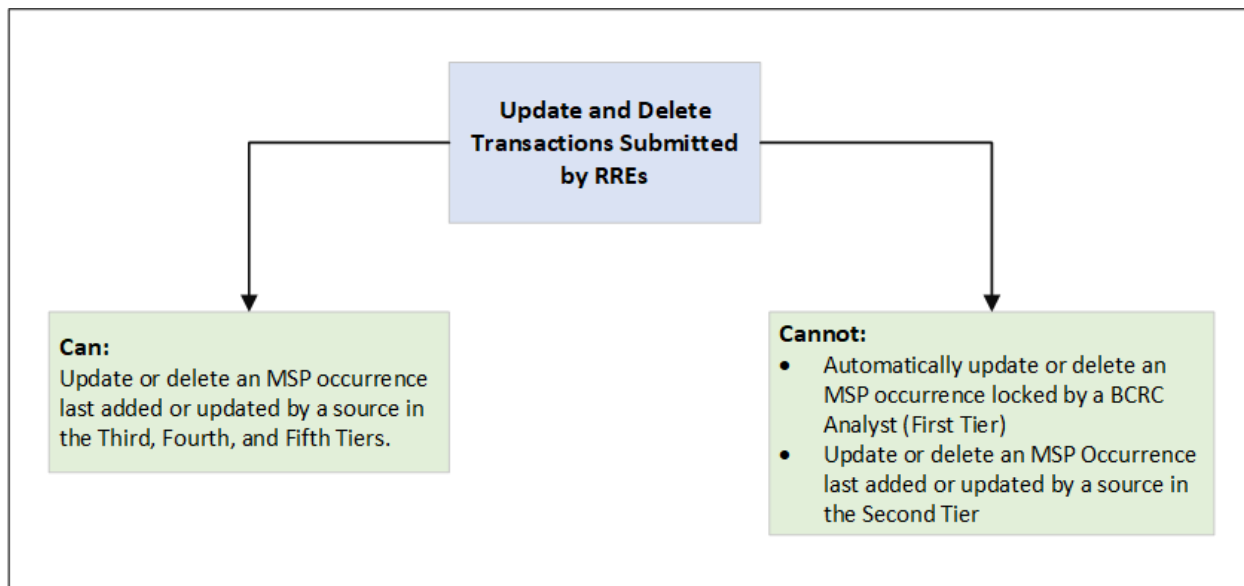 Update and Delete
Transactions Submitted
by RREs
Can:
Update or delete an MSP occurrence
last added or updated by a source in
the Third, Fourth, and Fifth Tiers.
Cannot:
• Automatically update or delete an
MSP occurrence locked by a BCRC
Analyst (First Tier)
• Update or delete an MSP Occurrence
last added or updated by a source in
the Second Tier